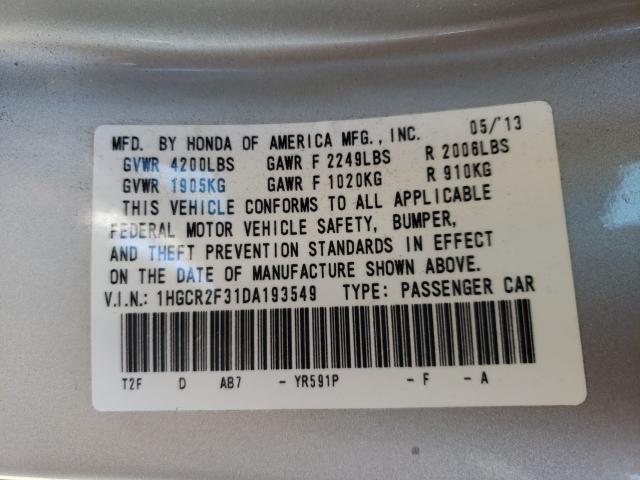 MFD. BY HONDA OF AMERICA MFG., INC. 05/'13
GVWR 4200LBS GAWR F 2249LBS R 2006LBS
GVWR 1905KG GAWR F 1020KG R 910KG
THIS VEHICLE CONFORMS TO ALL APPLICABLE
FEDERAL MOTOR VEHICLE SAFETY, BUMPER,
AND THEFT PREVENTION STANDARDS IN EFFECT
ON THE DATE OF MANUFACTURE SHOWN ABOVE.
V.I.N.: 1HGCR2F31DA193549 TYPE: PASSENGER CAR
T2F D AB7 - YR591P - F - A